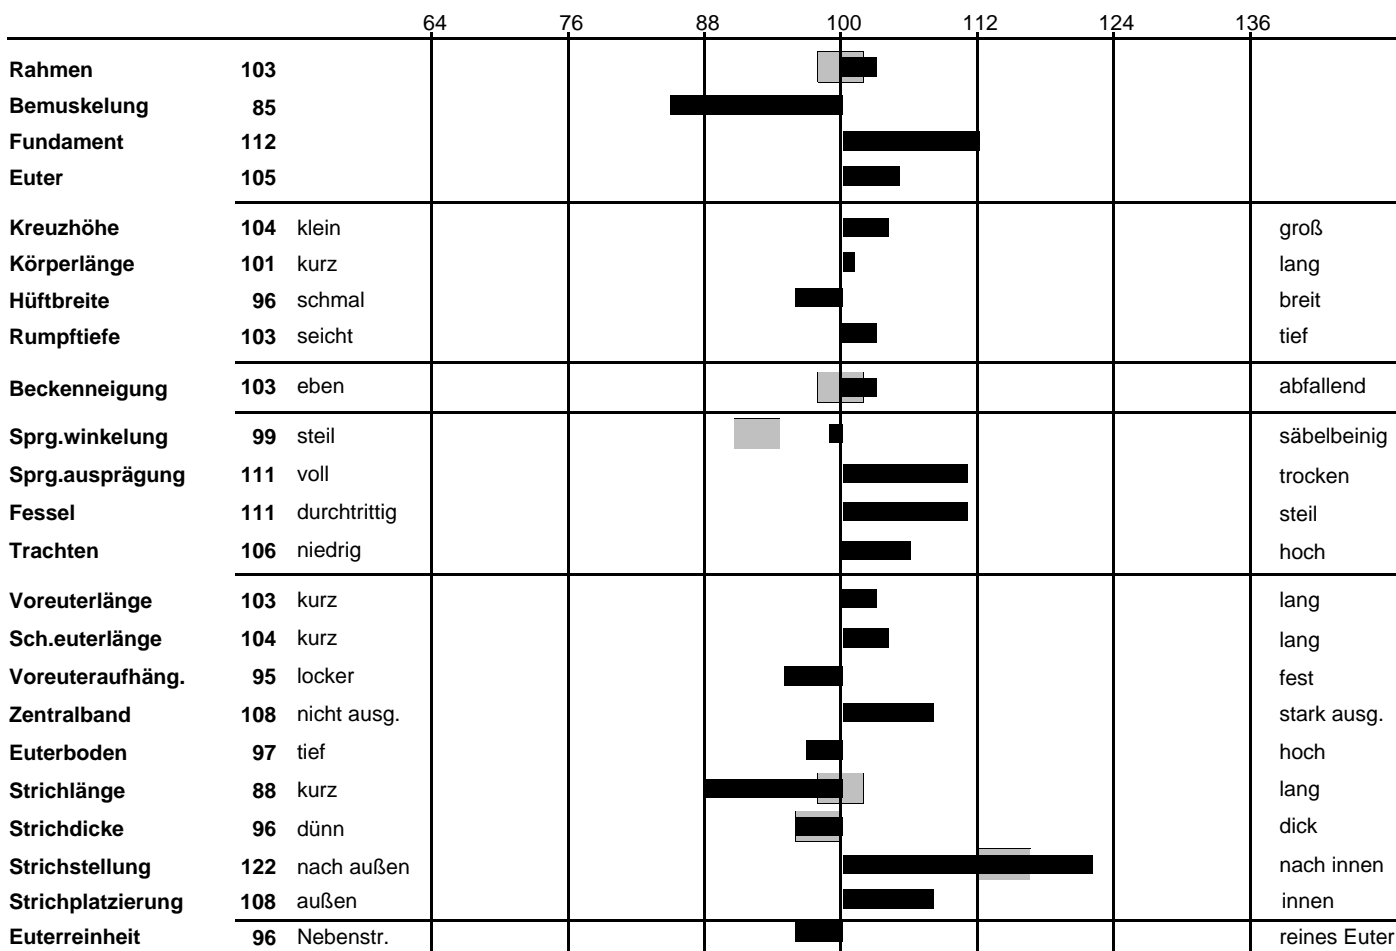 64 76 88 100 112 124 136
Rahmen 103
Bemuskelung 85
Fundament 112
Euter 105
Kreuzhöhe 104 klein groß
Körperlänge 101 kurz lang
Hüftbreite 96 schmal breit
Rumpftiefe 103 seicht tief
Beckenneigung 103 eben abfallend
Sprg.winkelung 99 steil säbelbeinig
Sprg.ausprägung 111 voll trocken
Fessel 111 durchtrittig steil
Trachten 106 niedrig hoch
Voreuterlänge 103 kurz lang
Sch.euterlänge 104 kurz lang
Voreuteraufhäng. 95 locker fest
Zentralband 108 nicht ausg. stark ausg.
Euterboden 97 tief hoch
Strichlänge 88 kurz lang
Strichdicke 96 dünn dick
Strichstellung 122 nach außen nach innen
Strichplatzierung 108 außen innen
Euterreinheit 96 Nebenstr. reines Euter